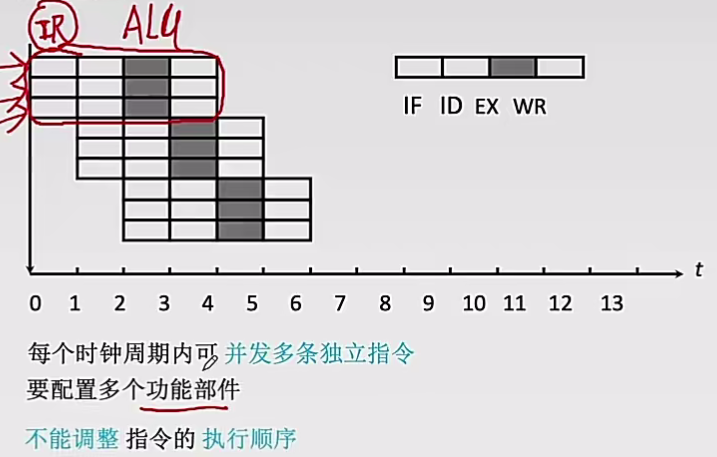 IR ALU
IF ID EX WR
t
0 1 2 3 4 5 6 7 8 9 10 11 12 13
每个时钟周期内可 并发多条独立指令
要配置多个功能部件
不能调整 指令的 执行顺序